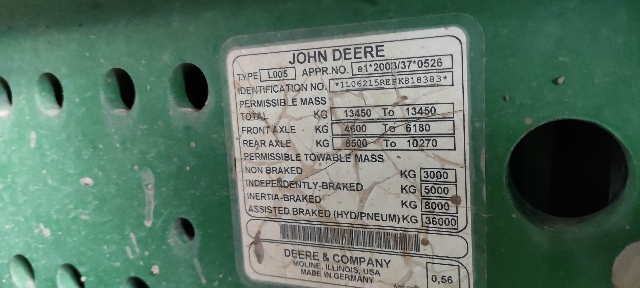 JOHN DEERE
TYPE L005 APPR.NO. e1*2003/37*0526
IDENTIFICATION NO.
PERMISSIBLE MASS
TOTAL KG 13450 To 13450
FRONT AXLE KG 4600 To 6180
REAR AXLE KG 8500 To 10270
PERMISSIBLE TOWABLE MASS
NON BRAKED KG 3000
INDEPENDENTLY-BRAKED KG 5000
INERTIA-BRAKED KG 8000
ASSISTED BRAKED (HYD/PNEUM) KG 36000
DEERE & COMPANY
MOLINE, ILLINOIS, USA
MADE IN GERMANY
0,56